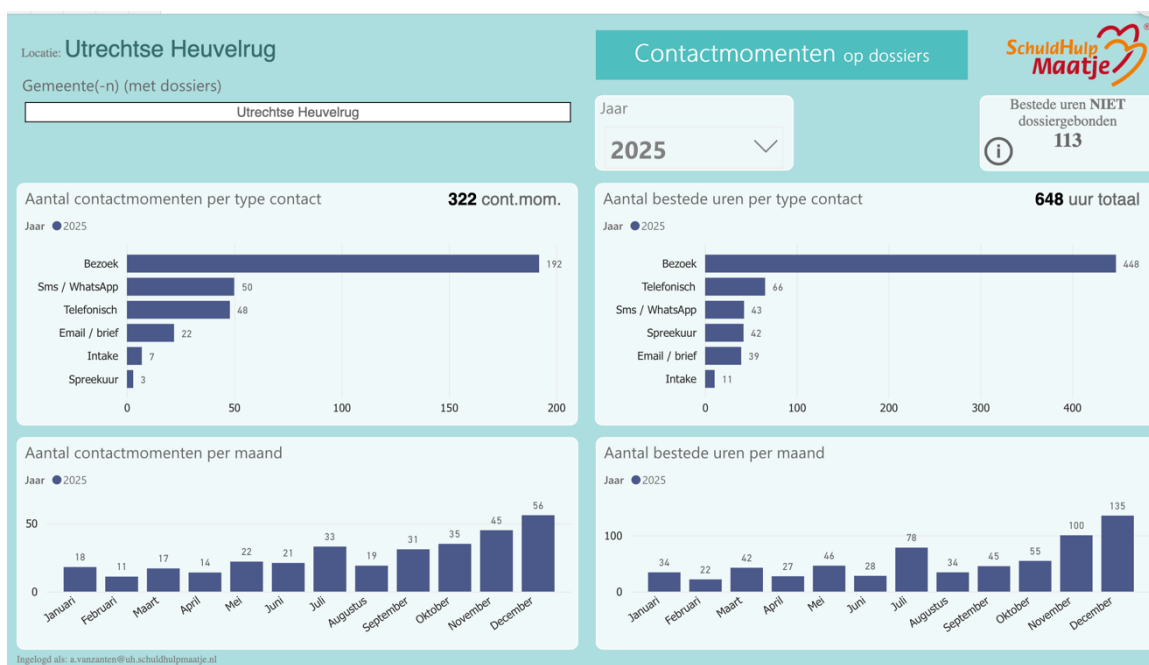 Locatie: Utrechtse Heuvelrug
Gemeente(-n) (met dossiers)
Utrechtse Heuvelrug
Contactmomenten op dossiers
SchuldHulp
Maatje
®
Jaar
2025
Bestede uren NIET
dossiergebonden
113
Aantal contactmomenten per type contact 322 cont.mom.
Jaar 2025
Bezoek 192
Sms / WhatsApp 50
Telefonisch 48
Email / brief 22
Intake 7
Spreekuur 3
0 50 100 150 200
Aantal bestede uren per type contact 648 uur totaal
Jaar 2025
Bezoek 448
Telefonisch 66
Sms / WhatsApp 43
Spreekuur 42
Email / brief 39
Intake 11
0 100 200 300 400
Aantal contactmomenten per maand
Jaar 2025
50
0
18 11 17 14 22 21 33 19 31 35 45 56
Januari Februari Maart April Mei Juni Juli Augustus September Oktober November December
Aantal bestede uren per maand
Jaar 2025
100
0
34 22 42 27 46 28 78 34 45 55 100 135
Januari Februari Maart April Mei Juni Juli Augustus September Oktober November December
Ingelogd als: a.vanzanten@uh.schuldhulpmaatje.nl